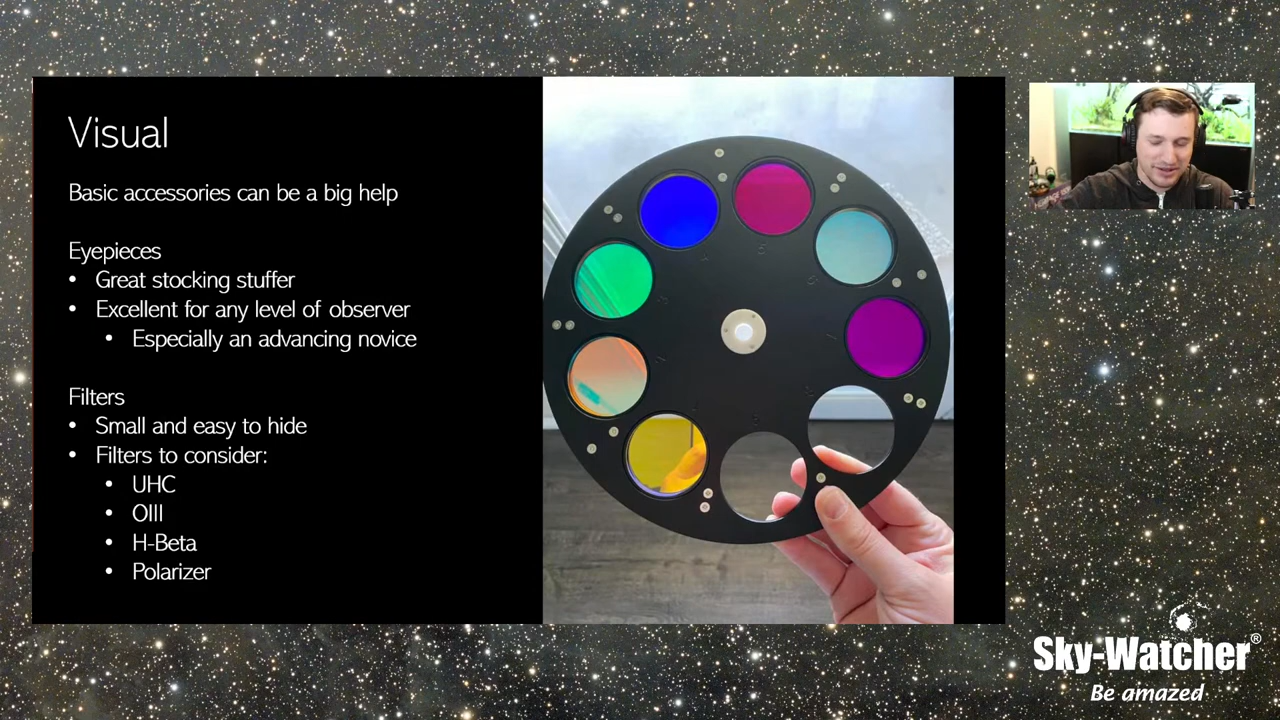 Visual
Basic accessories can be a big help
Eyepieces
• Great stocking stuffer
• Excellent for any level of observer
• Especially an advancing novice
Filters
• Small and easy to hide
• Filters to consider:
• UHC
• OIII
• H-Beta
• Polarizer
Sky-Watcher®
Be amazed